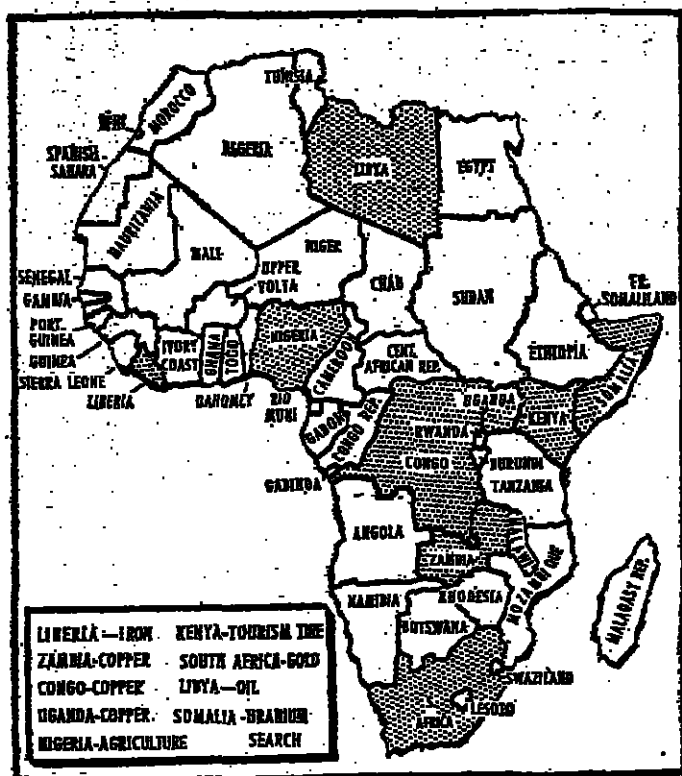 TUNISIA
IFNI
MOROCCO
SPANISH
SAHARA
LIBYA
EGYPT
MAURITANIA
MALI
NIGER
CHAD
SUDAN
UPPER
VOLTA
FR.
SOMALILAND
SENEGAL
GAMBIA
PORT.
GUINEA
GUINEA
SIERRA LEONE
LIBERIA
IVORY
COAST
GHANA
TOGO
DAHOMEY
NIGERIA
RIO
MUNI
CAMEROON
CENT.
AFRICAN REP.
ETHIOPIA
SOMALIA
UGANDA
KENYA
GABON
CONGO REP.
RWANDA
CONGO
BURUNDI
TANZANIA
CABINDA
ANGOLA
ZAMBIA
MALAWI
MOZAMBIQUE
MALAGASY REP.
NAMIBIA
RHODESIA
BOTSWANA
SWAZILAND
LESOTO
AFRICA
LIBERIA—IRON KENYA-TOURISM
ZAMBIA-COPPER SOUTH AFRICA-GOLD
CONGO-COPPER LIBYA—OIL
UGANDA-COPPER. SOMALIA-URANIUM
NIGERIA-AGRICULTURE SEARCH